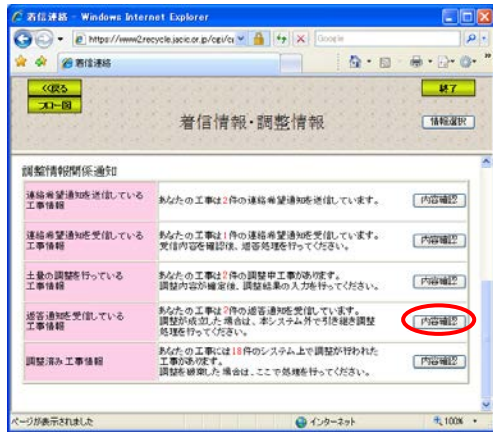 着信連絡 - Windows Internet Explorer
https://www2recycle.jacic.or.jp/cgi/c
Google
着信連絡
<<戻る
フロー図
終了
着信情報・調整情報
情報選択
調整情報関係通知
連絡希望通知を送信している
工事情報
あなたの工事は2件の連絡希望通知を送信しています。
内容確認
連絡希望通知を受信している
工事情報
あなたの工事は1件の連絡希望通知を受信しています。
受信内容を確認後、返答処理を行ってください。
内容確認
土量の調整を行っている
工事情報
あなたの工事は2件の調整中工事があります。
調整内容が確定後、調整結果の入力を行ってください。
内容確認
返答通知を受信している
工事情報
あなたの工事は2件の返答通知を受信しています。
調整が成立した場合は、本システム外で引き継き調整
処理を行ってください。
内容確認
調整済み工事情報
あなたの工事には18件のシステム上で調整が行われた
工事があります。
調整を破棄した場合は、ここで処理を行ってください。
内容確認
ページが表示されました
インターネット
100%